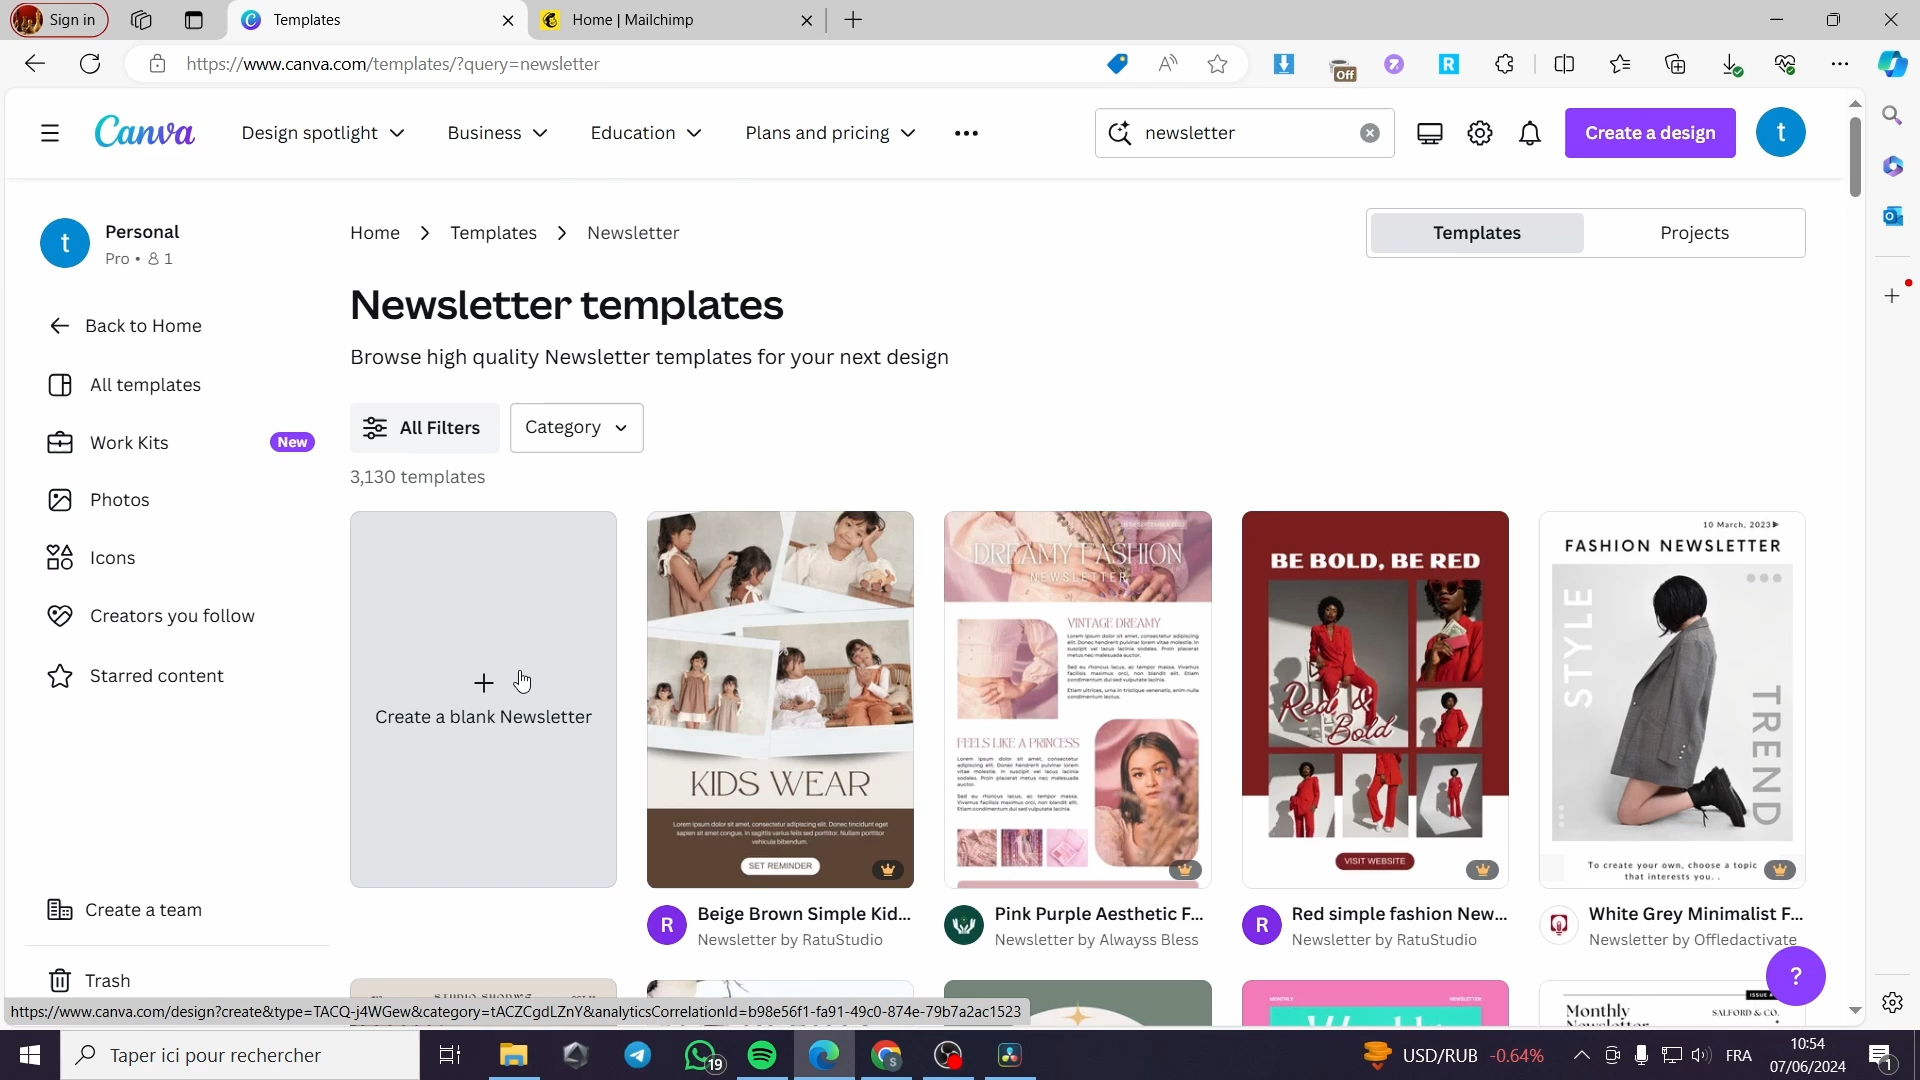 Sign in
Templates
Home | Mailchimp
https://www.canva.com/templates/?query=newsletter
Off
Canva
Design spotlight
Business
Education
Plans and pricing
newsletter
Create a design
t
t
Personal
Pro • 1
Home > Templates > Newsletter
Templates
Projects
Back to Home
All templates
Work Kits
New
Photos
Icons
Creators you follow
Starred content
Create a team
Trash
Newsletter templates
Browse high quality Newsletter templates for your next design
All Filters
Category
3,130 templates
Create a blank Newsletter
KIDS WEAR
SET REMINDER
DREAMY FASHION
NEWSLETTER
VINTAGE DREAMY
FEELS LIKE A PRINCESS
BE BOLD, BE RED
Red &
Bold
VISIT WEBSITE
10 March, 2023
FASHION NEWSLETTER
STYLE
TREND
To create your own, choose a topic
that interests you. .
R
Beige Brown Simple Kid...
Newsletter by RatuStudio
Pink Purple Aesthetic F...
Newsletter by Alwayss Bless
R
Red simple fashion New...
Newsletter by RatuStudio
White Grey Minimalist F...
Newsletter by Offledactivate
?
MONTHLY
NEWSLETTER
Monthly
SALFORD & CO.
https://www.canva.com/design?create&type=TACQ-j4WGew&category=tACZCgdLZnY&analyticsCorrelationId=b98e56f1-fa91-49c0-874e-79b7a2ac1523
Taper ici pour rechercher
19
USD/RUB -0.64%
FRA
10:54
07/06/2024
1